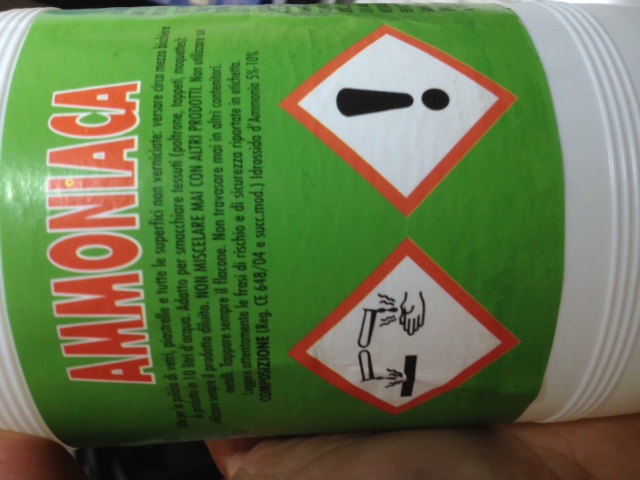 AMMONIACA
Utile per la pulizia di vetri, piastrelle e tutte le superfici non verniciate: versare circa mezzo bicchiere
di prodotto in 10 litri d'acqua. Adatto per smacchiare tessuti (poltrone, tappeti, moquettes):
utilizzare sempre il prodotto diluito. NON MISCELARE MAI CON ALTRI PRODOTTI. Non utilizzare su
mobili. Tappare sempre il flacone. Non travasare mai in altri contenitori.
Leggere attentamente le frasi di rischio e di sicurezza riportate in etichetta.
COMPOSIZIONE (Reg. CE 648/04 e succ.mod.) Idrossido d'Ammonio 5%-10%